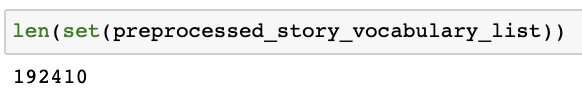 len(set(preprocessed_story_vocabulary_list))
192410